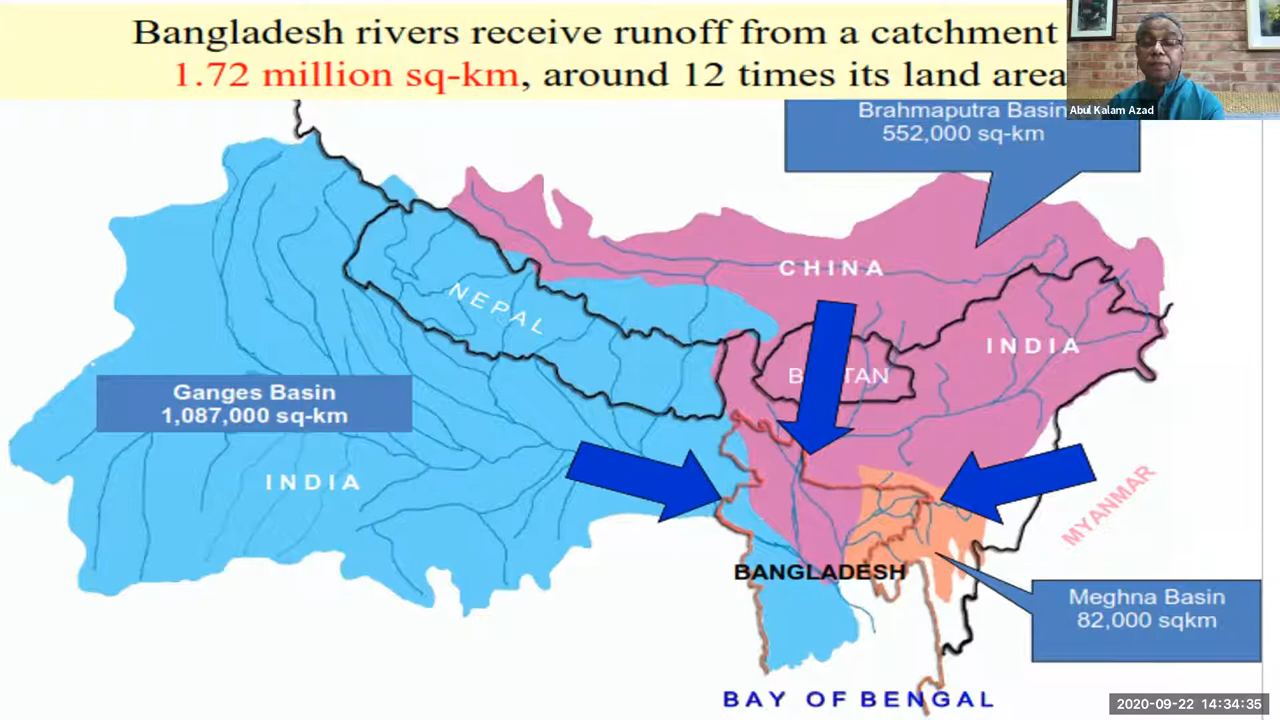 Bangladesh rivers receive runoff from a catchment
1.72 million sq-km, around 12 times its land area
Abul Kalam Azad
Brahmaputra Basin
552,000 sq-km
CHINA
NEPAL
INDIA
Ganges Basin
1,087,000 sq-km
INDIA
MYANMAR
BANGLADESH
Meghna Basin
82,000 sqkm
BAY OF BENGAL
2020-09-22 14:34:35